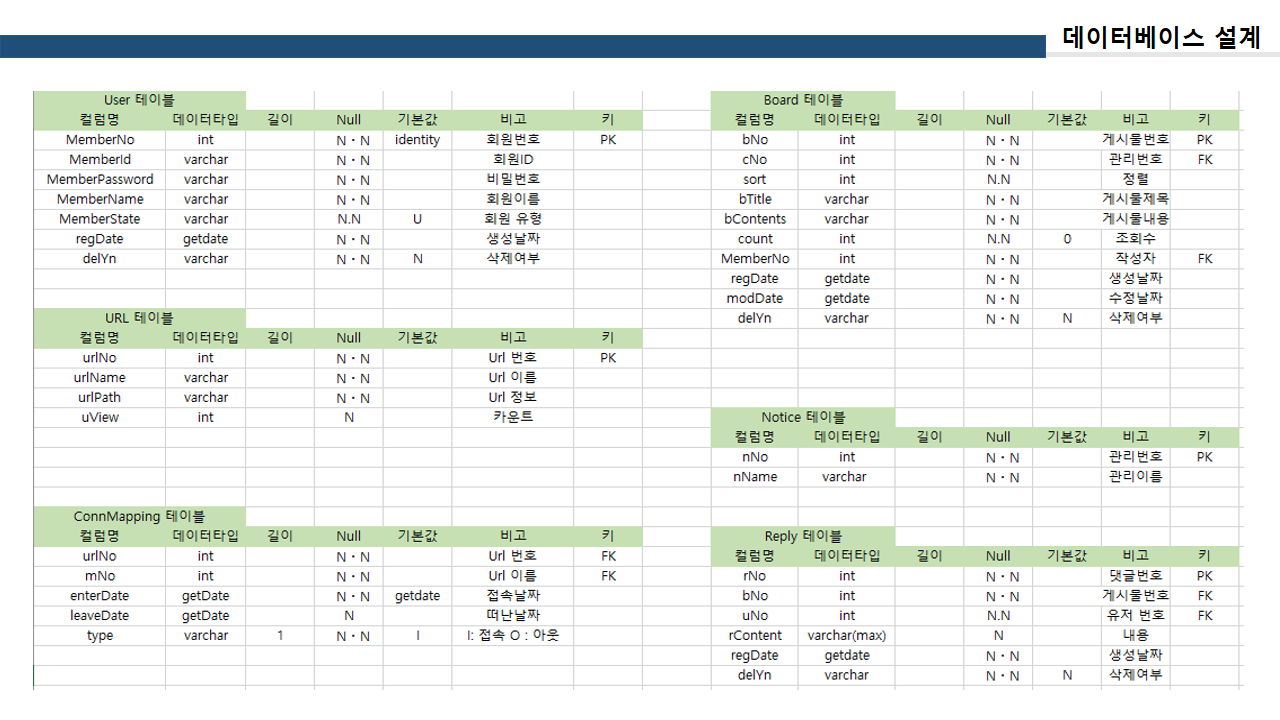 데이터베이스 설계
User 테이블
컬럼명 데이터타입 길이 Null 기본값 비고 키
MemberNo int N·N identity 회원번호 PK
MemberId varchar N·N 회원ID
MemberPassword varchar N·N 비밀번호
MemberName varchar N·N 회원이름
MemberState varchar N.N U 회원 유형
regDate getdate N·N 생성날짜
delYn varchar N·N N 삭제여부
URL 테이블
컬럼명 데이터타입 길이 Null 기본값 비고 키
urlNo int N·N Url 번호 PK
urlName varchar N·N Url 이름
urlPath varchar N·N Url 정보
uView int N 카운트
ConnMapping 테이블
컬럼명 데이터타입 길이 Null 기본값 비고 키
urlNo int N·N Url 번호 FK
mNo int N·N Url 이름 FK
enterDate getDate N·N getdate 접속날짜
leaveDate getDate N 떠난날짜
type varchar 1 N·N I I: 접속 O : 아웃
Board 테이블
컬럼명 데이터타입 길이 Null 기본값 비고 키
bNo int N·N 게시물번호 PK
cNo int N·N 관리번호 FK
sort int N.N 정렬
bTitle varchar N·N 게시물제목
bContents varchar N·N 게시물내용
count int N.N 0 조회수
MemberNo int N·N 작성자 FK
regDate getdate N·N 생성날짜
modDate getdate N·N 수정날짜
delYn varchar N·N N 삭제여부
Notice 테이블
컬럼명 데이터타입 길이 Null 기본값 비고 키
nNo int N·N 관리번호 PK
nName varchar N·N 관리이름
Reply 테이블
컬럼명 데이터타입 길이 Null 기본값 비고 키
rNo int N·N 댓글번호 PK
bNo int N·N 게시물번호 FK
uNo int N.N 유저 번호 FK
rContent varchar(max) N 내용
regDate getdate N·N 생성날짜
delYn varchar N·N N 삭제여부